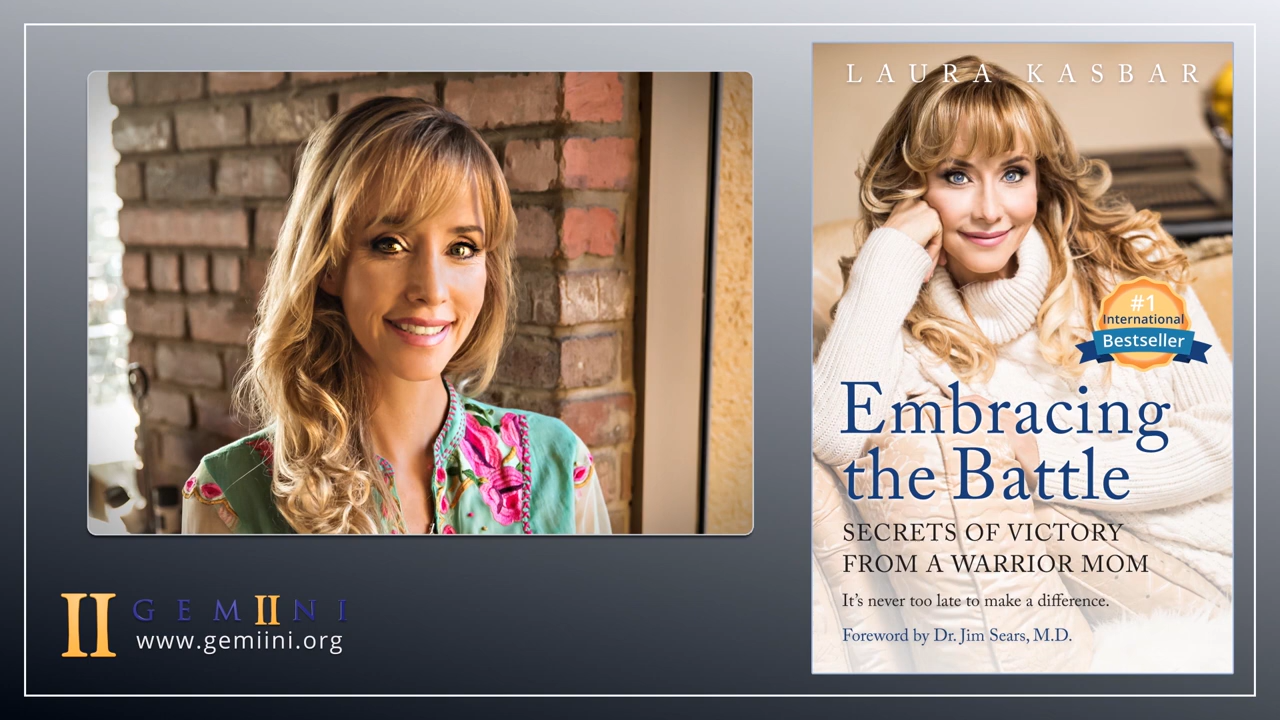 LAURA KASBAR
#1
International
Bestseller
Embracing
the Battle
SECRETS OF VICTORY
FROM A WARRIOR MOM
It's never too late to make a difference.
Foreword by Dr. Jim Sears, M.D.
II GEMIINI
www.gemiini.org